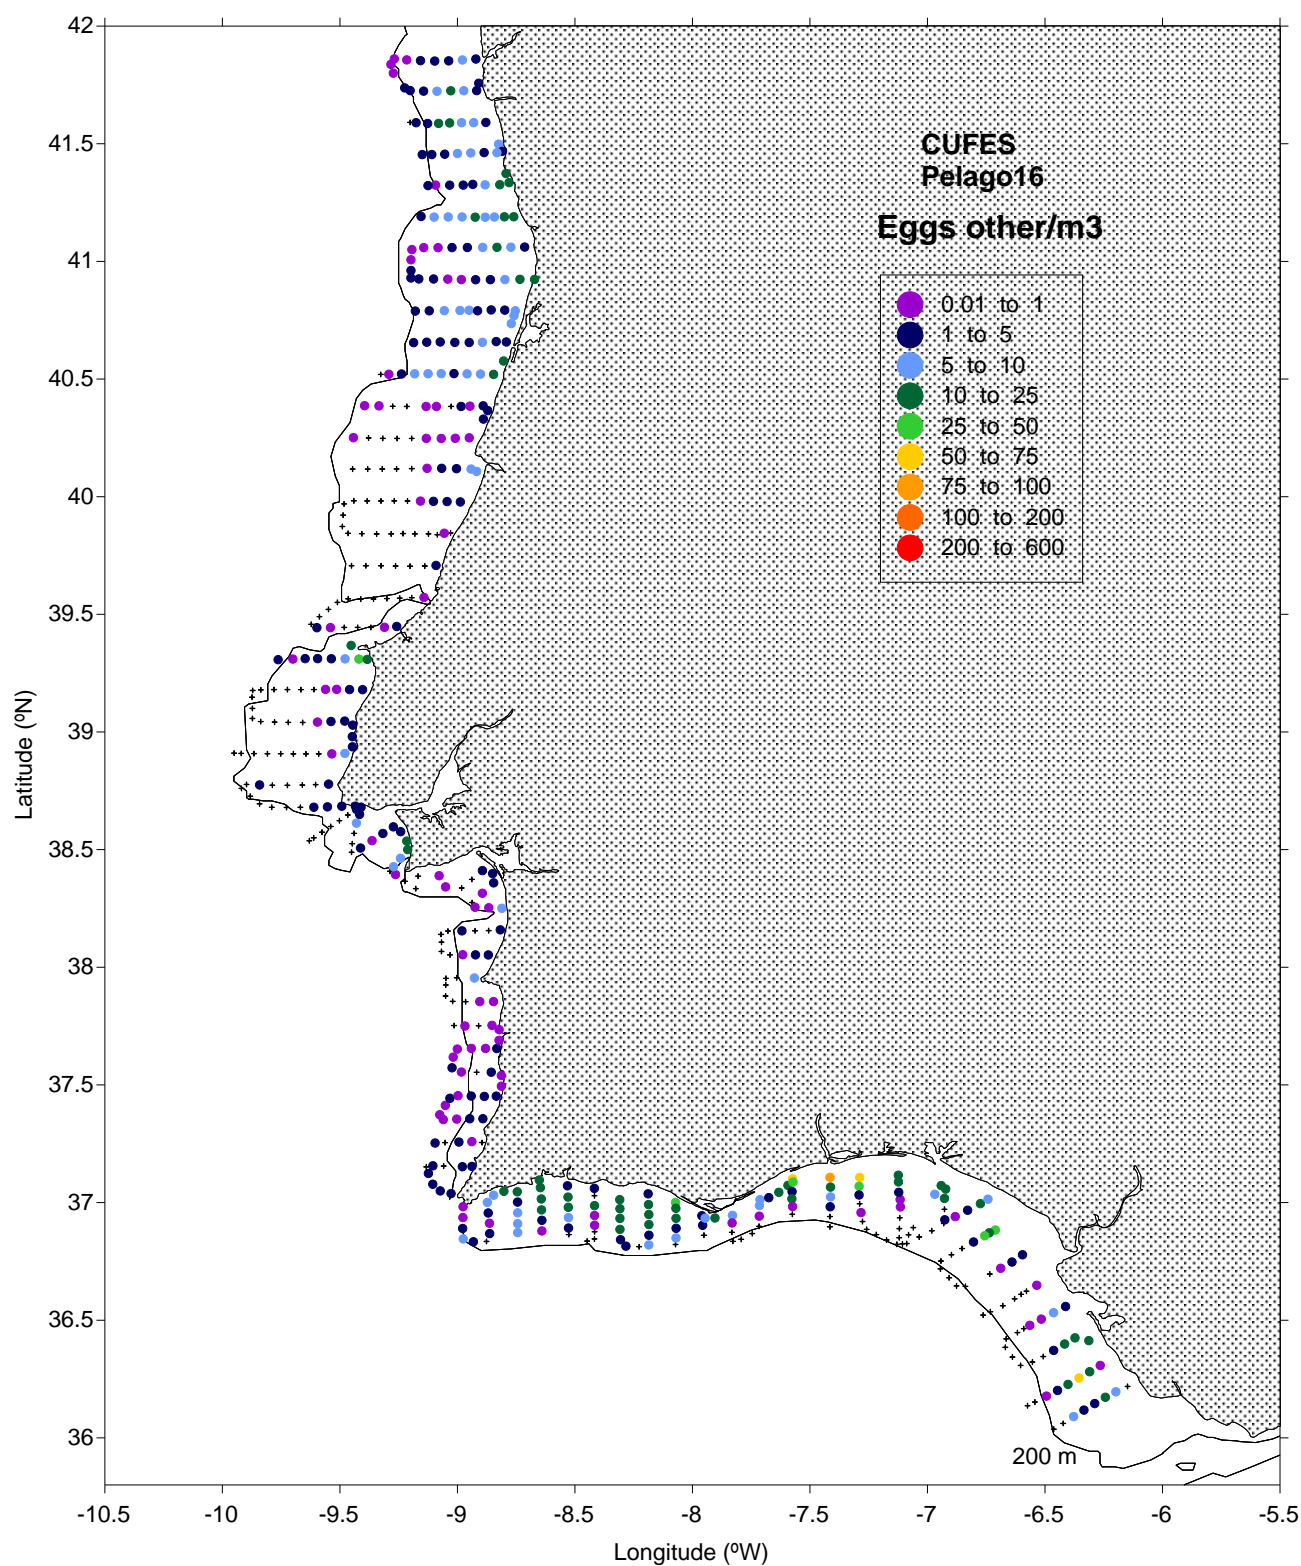 42
41.5
41
40.5
40
39.5
39
38.5
38
37.5
37
36.5
36
Latitude (ºN)
CUFES
Pelago16
Eggs other/m3
0.01 to 1
1 to 5
5 to 10
10 to 25
25 to 50
50 to 75
75 to 100
100 to 200
200 to 600
200 m
-10.5 -10 -9.5 -9 -8.5 -8 -7.5 -7 -6.5 -6 -5.5
Longitude (ºW)